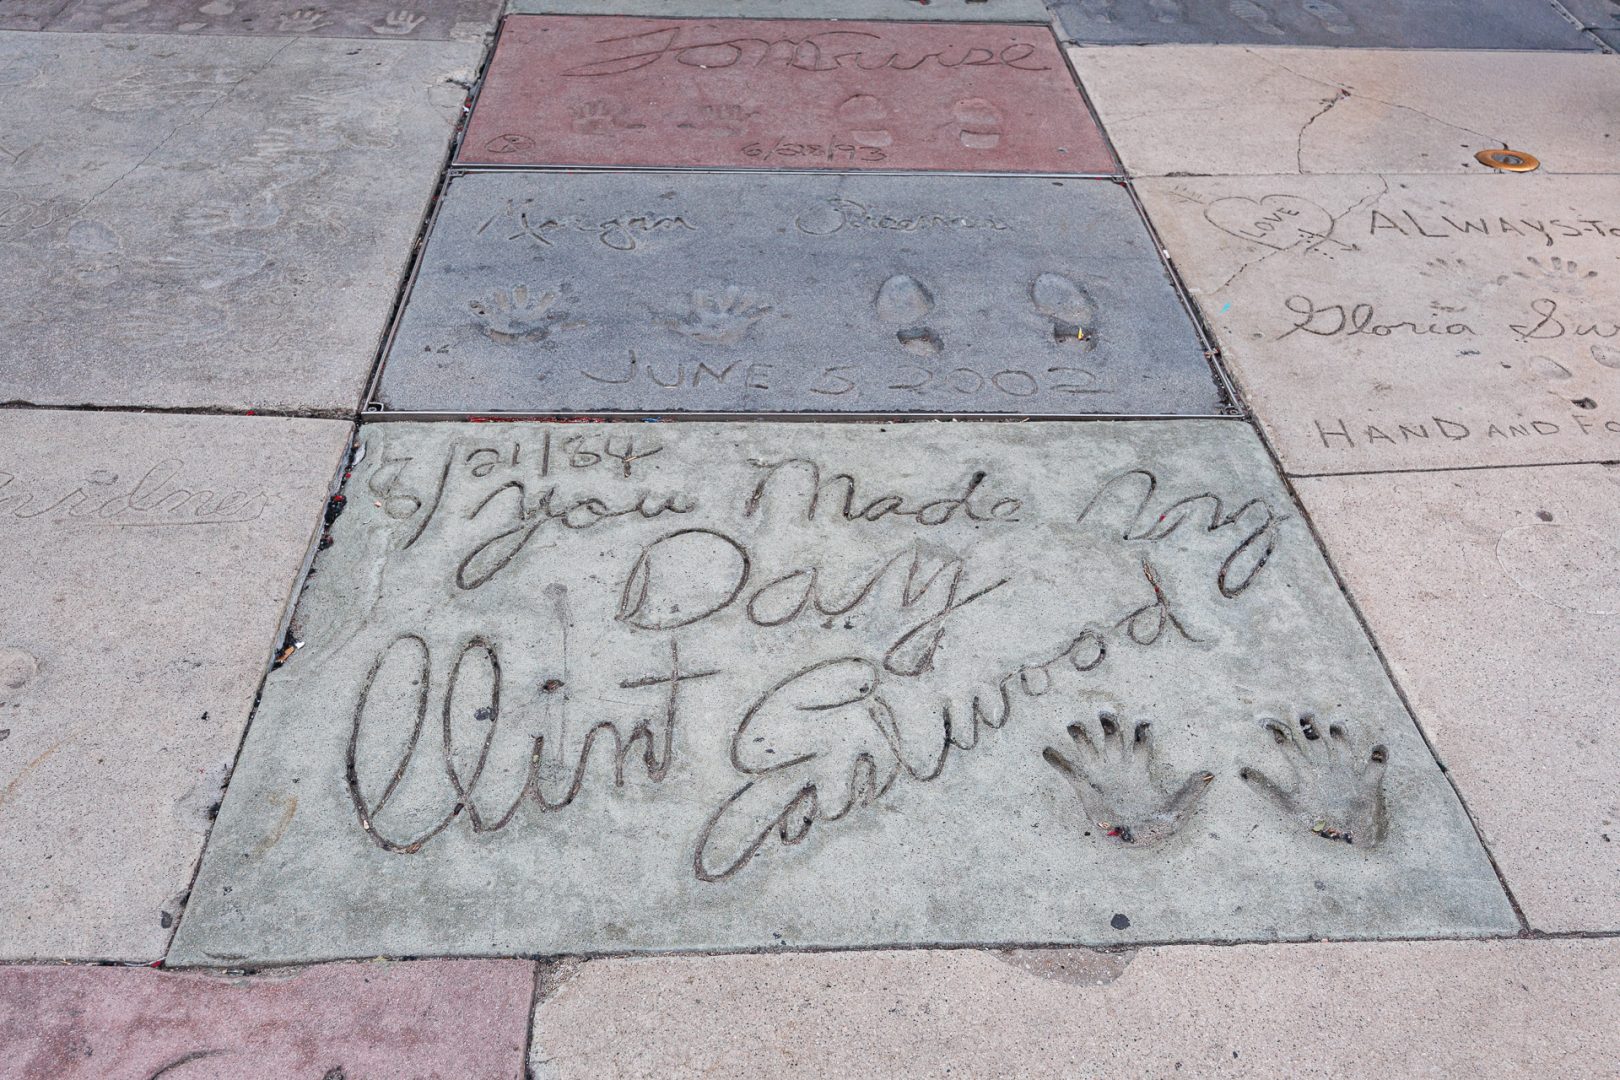 Tom Cruise
6/28/93
Morgan Freeman
JUNE 5 2002
LOVE
ALWAYS-TO
Gloria Sw
HAND AND FO
8/21/84
you Made My
Day
Clint Eastwood